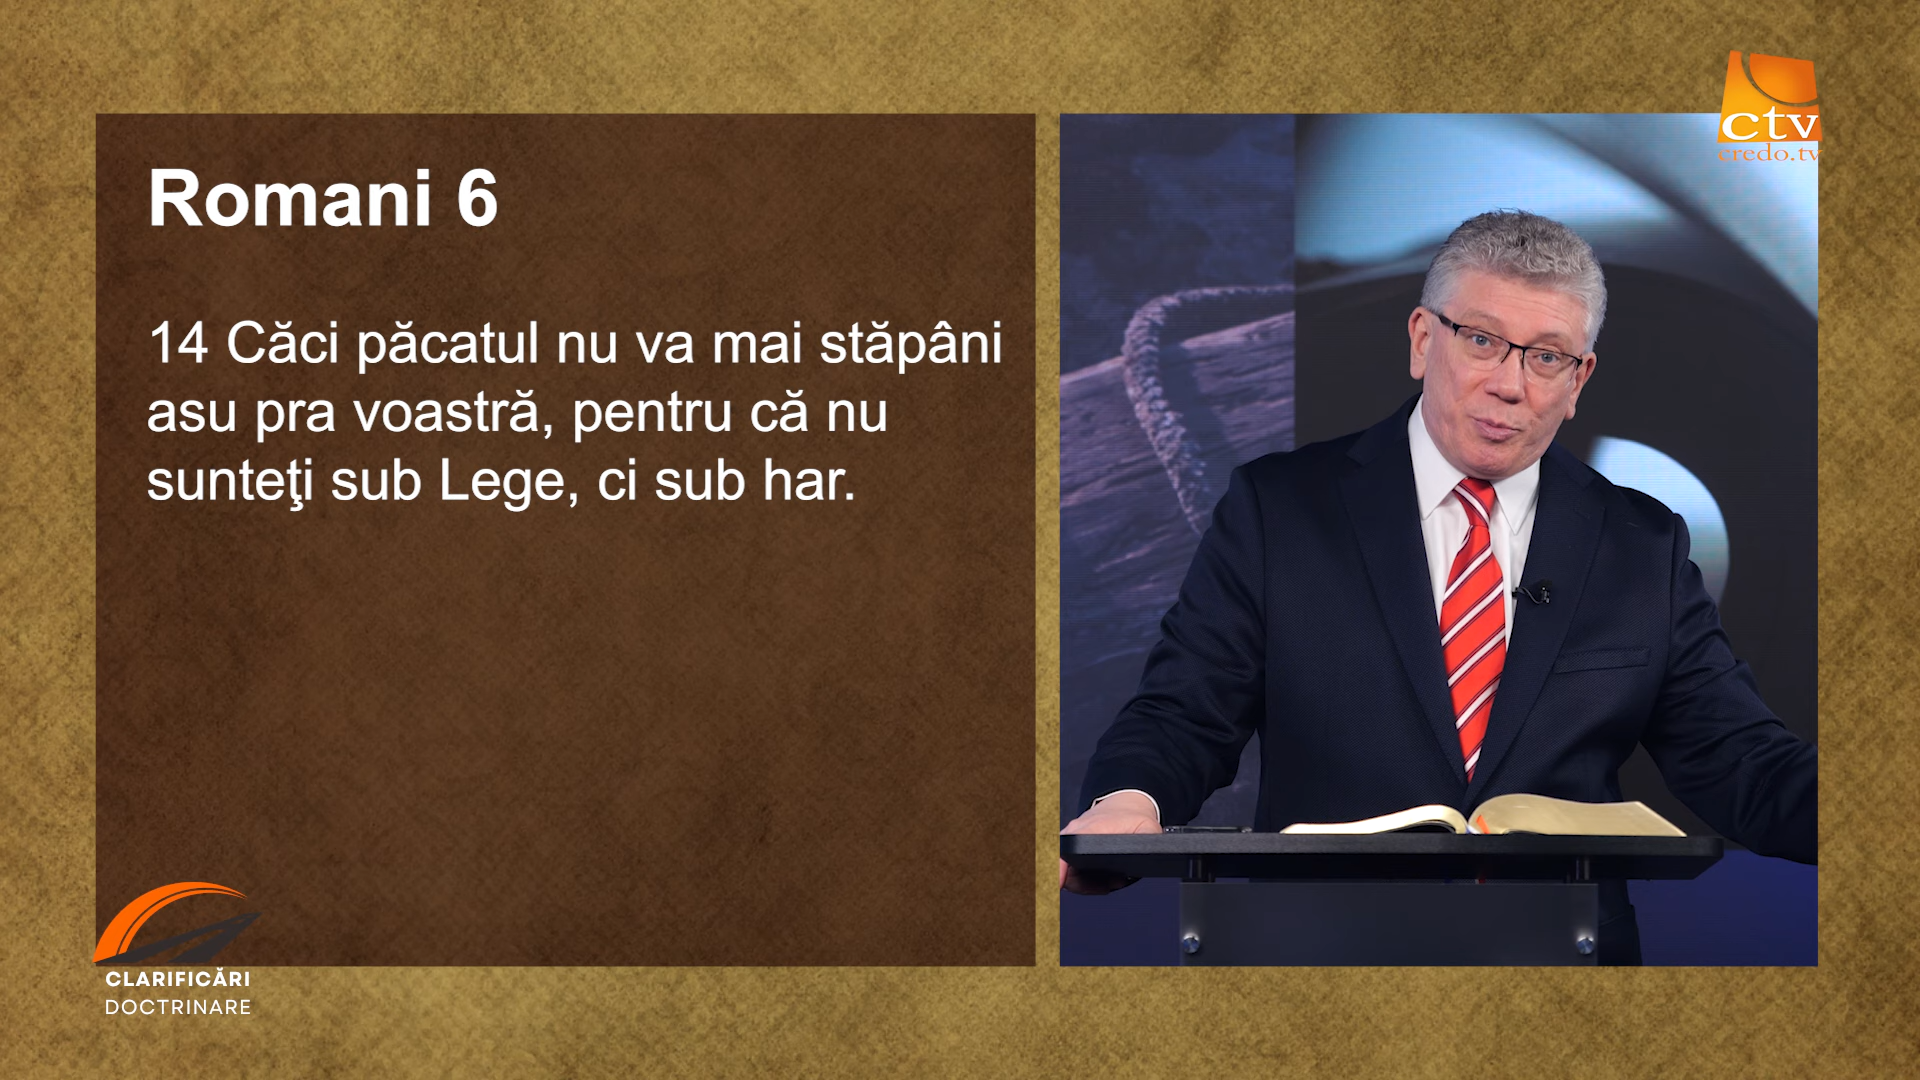 Romani 6
14 Căci păcatul nu va mai stăpâni
asu pra voastră, pentru că nu
sunteţi sub Lege, ci sub har.
ctv
credo.tv
CLARIFICĂRI
DOCTRINARE